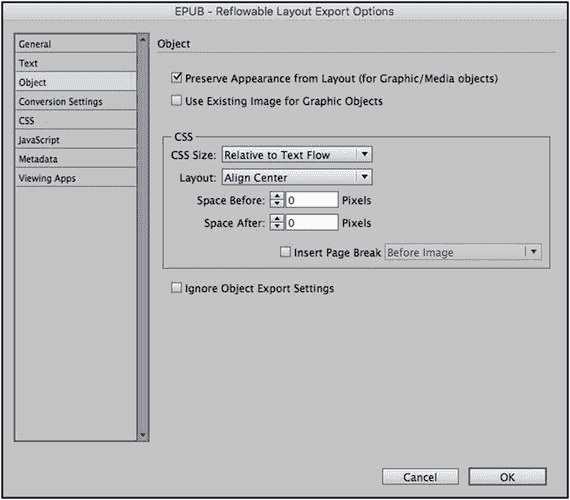 EPUB - Reflowable Layout Export Options
General
Text
Object
Conversion Settings
CSS
JavaScript
Metadata
Viewing Apps
Object
Preserve Appearance from Layout (for Graphic/Media objects)
Use Existing Image for Graphic Objects
CSS
CSS Size: Relative to Text Flow
Layout: Align Center
Space Before: 0 Pixels
Space After: 0 Pixels
Insert Page Break Before Image
Ignore Object Export Settings
Cancel OK